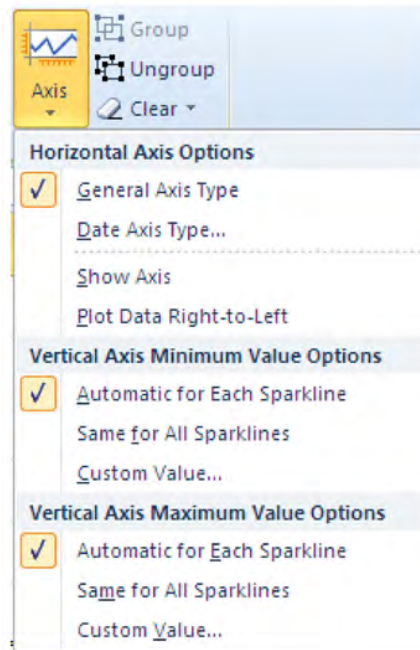 Group
Ungroup
Axis
Clear
Horizontal Axis Options
General Axis Type
Date Axis Type...
Show Axis
Plot Data Right-to-Left
Vertical Axis Minimum Value Options
Automatic for Each Sparkline
Same for All Sparklines
Custom Value...
Vertical Axis Maximum Value Options
Automatic for Each Sparkline
Same for All Sparklines
Custom Value...